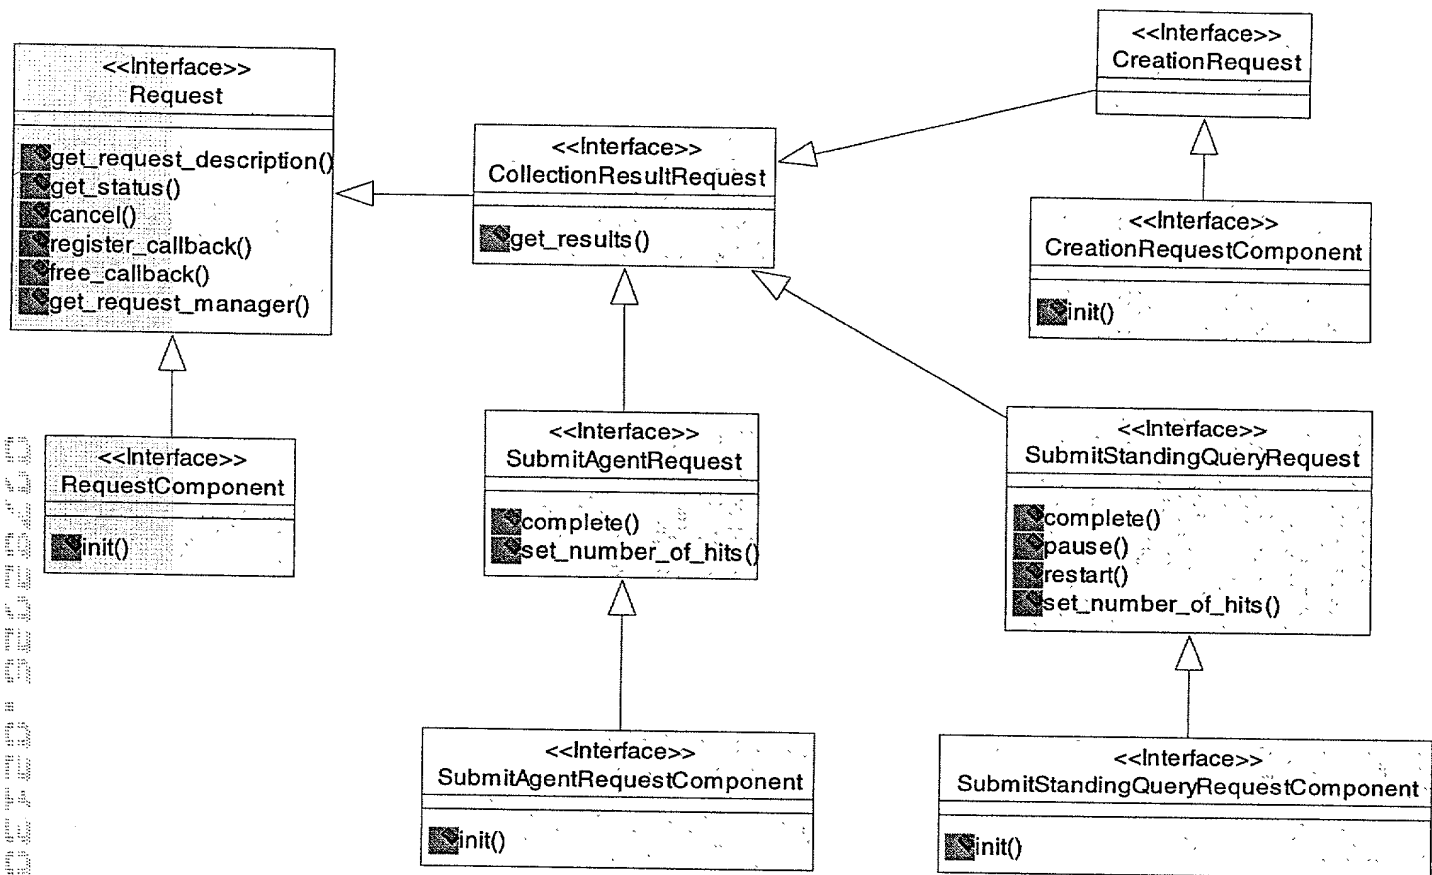 <<Interface>>
Request
get_request_description()
get_status()
cancel()
register_callback()
free_callback()
get_request_manager()
<<Interface>>
CollectionResultRequest
get_results()
<<Interface>>
CreationRequest
<<Interface>>
CreationRequestComponent
init()
<<Interface>>
RequestComponent
init()
<<Interface>>
SubmitAgentRequest
complete()
set_number_of_hits()
<<Interface>>
SubmitStandingQueryRequest
complete()
pause()
restart()
set_number_of_hits()
<<Interface>>
SubmitAgentRequestComponent
init()
<<Interface>>
SubmitStandingQueryRequestComponent
init()